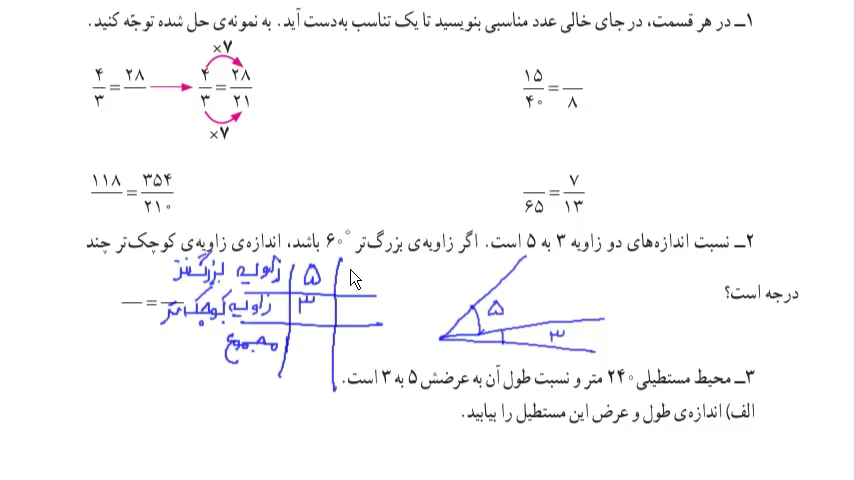 ۱ــ در هر قسمت، در جای خالی عدد مناسبی بنویسید تا یک تناسب به‌دست آید. به نمونه‌ی حل شده توجّه کنید.
×۷
۴/۳ = ۲۸/ ۴/۳ = ۲۸/۲۱ ۱۵/۴۰ = /۸
×۷
۱۱۸/ = ۳۵۴/۲۱۰ /۶۵ = ۷/۱۳
۲ــ نسبت اندازه‌های دو زاویه ۳ به ۵ است. اگر زاویه‌ی بزرگ‌تر ۶۰° باشد، اندازه‌ی زاویه‌ی کوچک‌تر چند
درجه است؟
زاویه بزرگتر ۵
=
زاویه کوچکتر ۳
مجموع
۵
۳
۳ــ محیط مستطیلی ۲۴۰ متر و نسبت طول آن به عرضش ۵ به ۳ است.
الف) اندازه‌ی طول و عرض این مستطیل را بیابید.